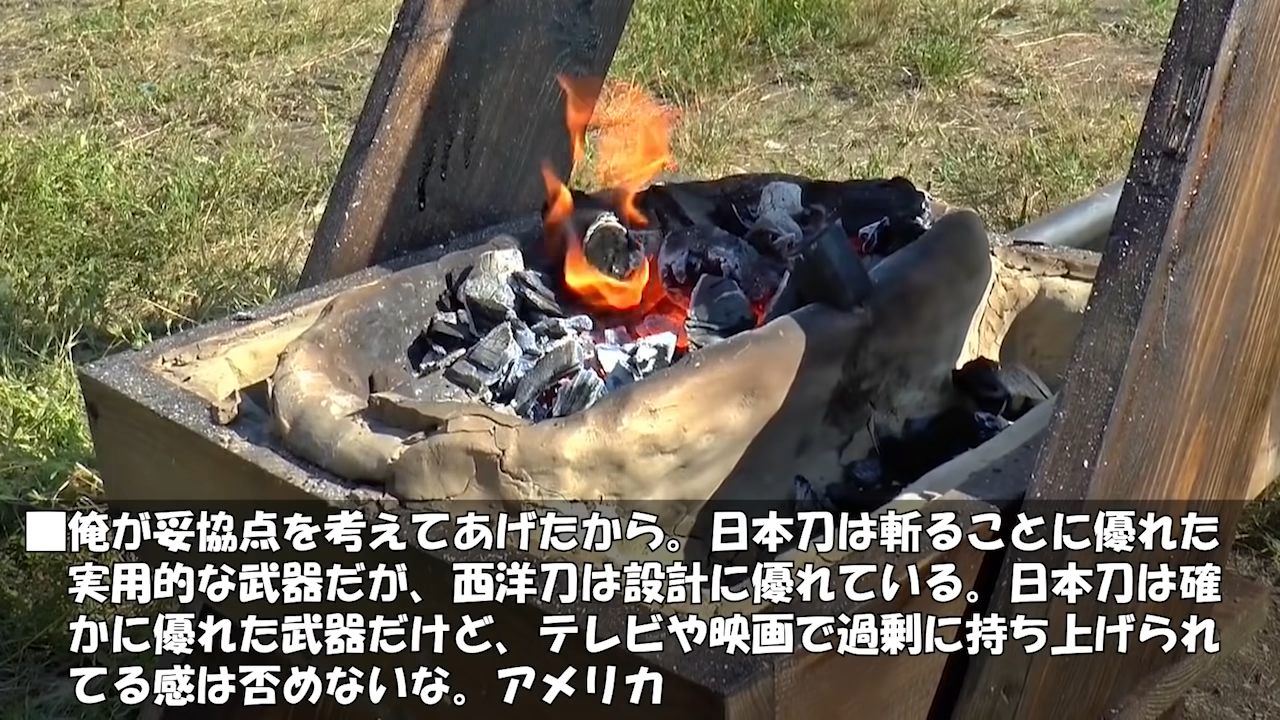 ■俺が妥協点を考えてあげたから。日本刀は斬ることに優れた
実用的な武器だが、西洋刀は設計に優れている。日本刀は確
かに優れた武器だけど、テレビや映画で過剰に持ち上げられ
てる感は否めないな。アメリカ